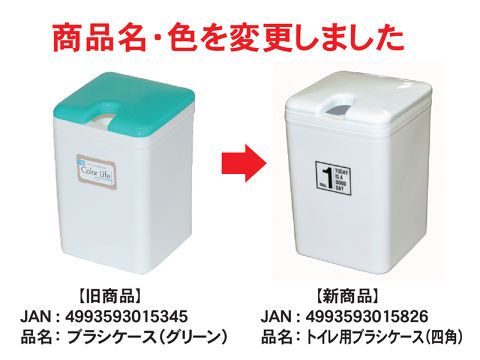 商品名・色を変更しました
Color Life
No. 1 TODAY IS A GOOD DAY
【旧商品】
JAN : 4993593015345
品名 : ブラシケース(グリーン)
【新商品】
JAN : 4993593015826
品名 : トイレ用ブラシケース(四角)